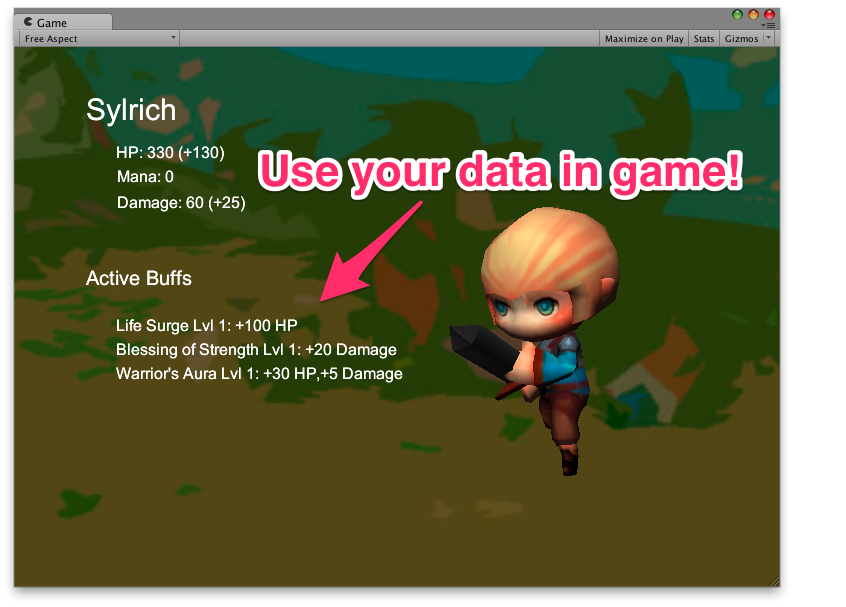 Game
Free Aspect
Maximize on Play
Stats
Gizmos
Sylrich
HP: 330 (+130)
Mana: 0
Damage: 60 (+25)
Use your data in game!
Active Buffs
Life Surge Lvl 1: +100 HP
Blessing of Strength Lvl 1: +20 Damage
Warrior's Aura Lvl 1: +30 HP,+5 Damage